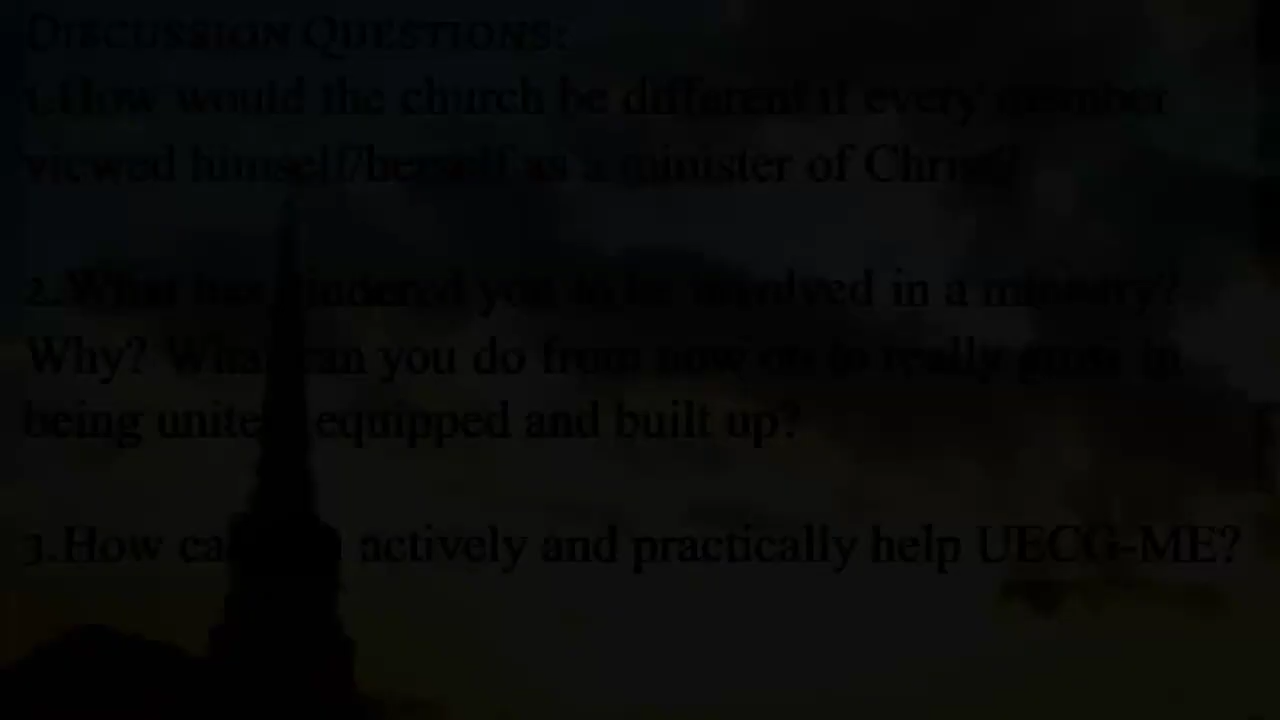 DISCUSSION QUESTIONS:
1.How would the church be different if every member
viewed himself/herself as a minister of Christ?
2.What has hindered you to be involved in a ministry?
Why? What can you do from now on to really grow in
being united, equipped and built up?
3.How can actively and practically help UECG-ME?